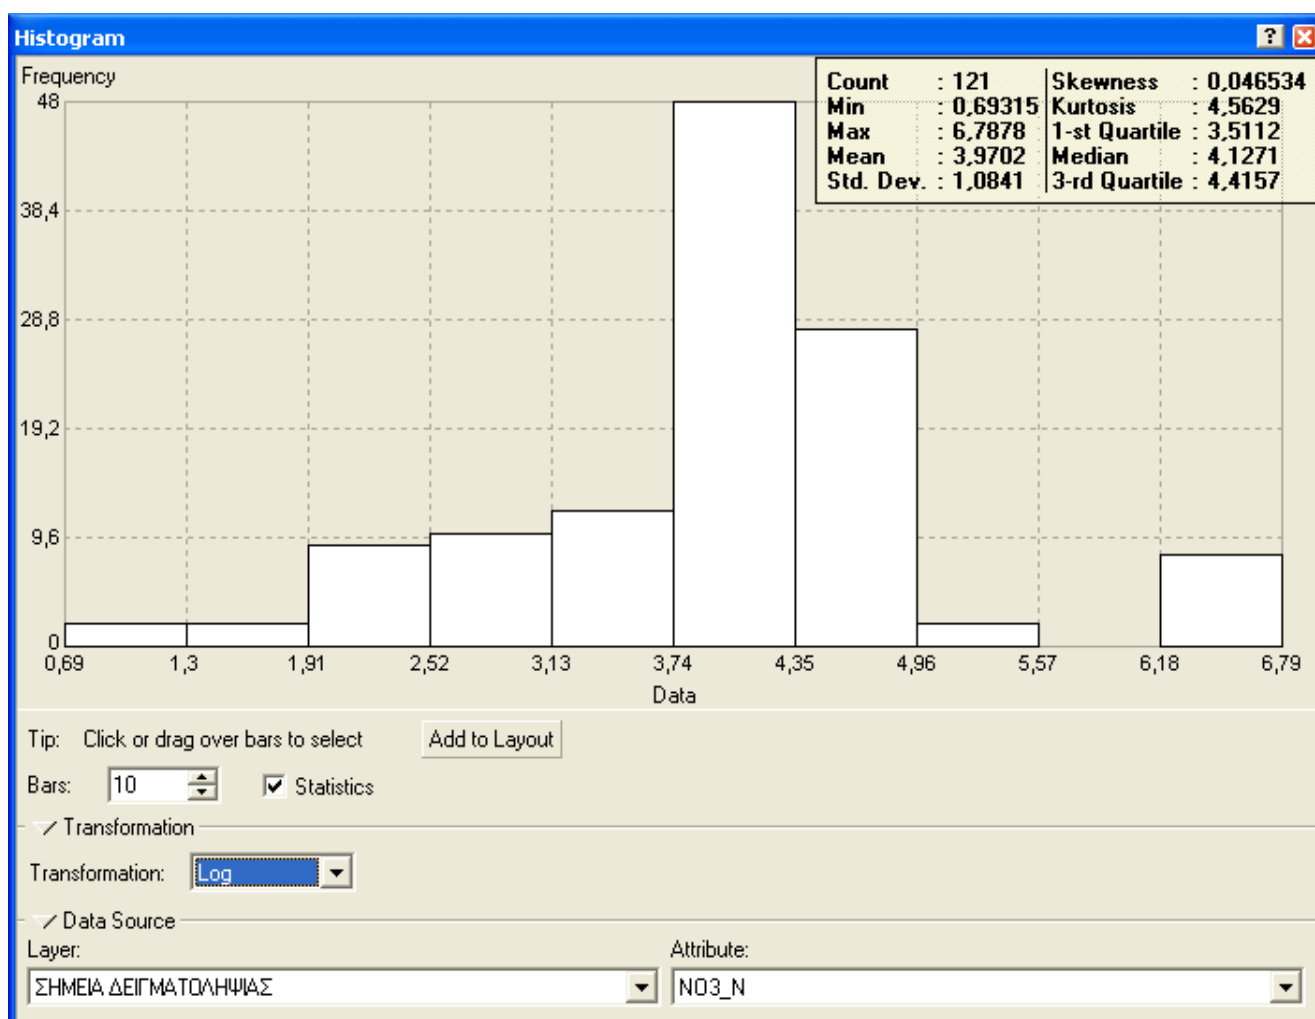 Histogram
Frequency
Count : 121 Skewness : 0,046534
Min : 0,69315 Kurtosis : 4,5629
Max : 6,7878 1-st Quartile : 3,5112
Mean : 3,9702 Median : 4,1271
Std. Dev. : 1,0841 3-rd Quartile : 4,4157
48
38,4
28,8
19,2
9,6
0
0,69 1,3 1,91 2,52 3,13 3,74 4,35 4,96 5,57 6,18 6,79
Data
Tip: Click or drag over bars to select Add to Layout
Bars: 10 Statistics
Transformation
Transformation: Log
Data Source
Layer: Attribute:
ΣΗΜΕΙΑ ΔΕΙΓΜΑΤΟΛΗΨΙΑΣ NO3_N